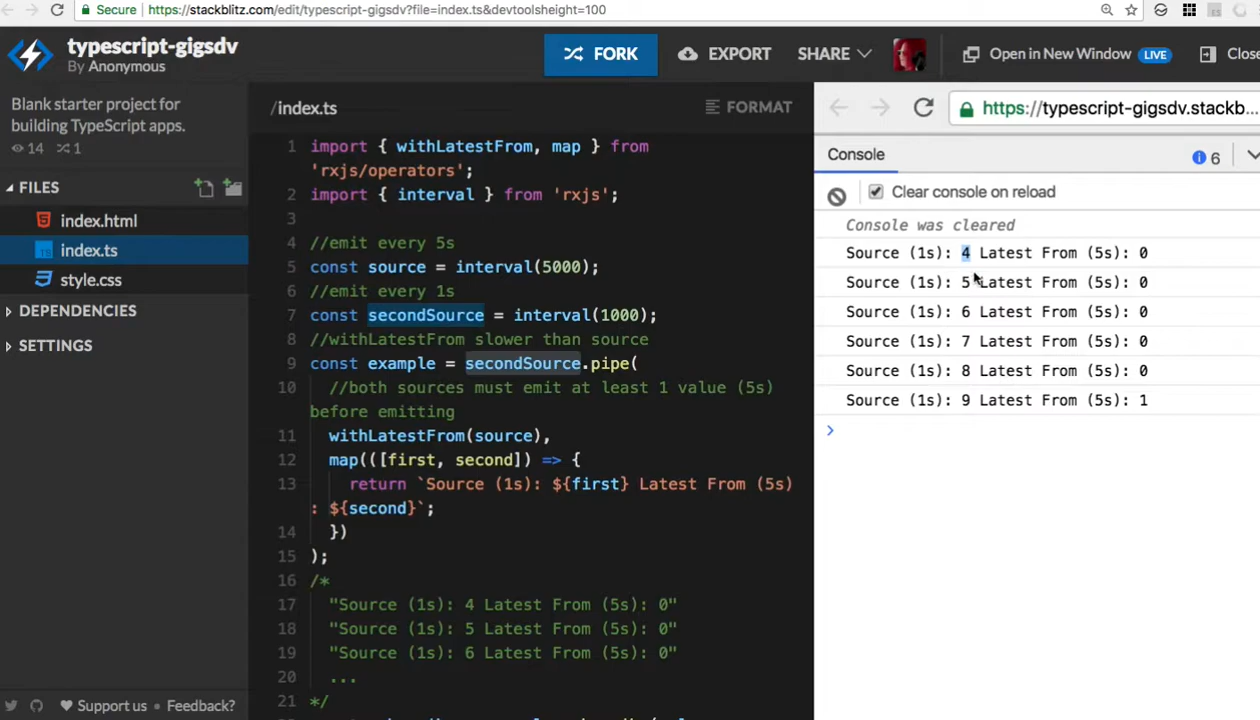 Secure https://stackblitz.com/edit/typescript-gigsdv?file=index.ts&devtoolsheight=100
typescript-gigsdv
By Anonymous
FORK
EXPORT
SHARE
Open in New Window LIVE
Close
Blank starter project for
building TypeScript apps.
14 1
FILES
index.html
index.ts
style.css
DEPENDENCIES
SETTINGS
Support us • Feedback?
/index.ts
FORMAT
1 import { withLatestFrom, map } from
'rxjs/operators';
2 import { interval } from 'rxjs';
3
4 //emit every 5s
5 const source = interval(5000);
6 //emit every 1s
7 const secondSource = interval(1000);
8 //withLatestFrom slower than source
9 const example = secondSource.pipe(
10 //both sources must emit at least 1 value (5s)
before emitting
11 withLatestFrom(source),
12 map(([first, second]) => {
13 return `Source (1s): ${first} Latest From (5s)
: ${second}`;
14 })
15 );
16 /*
17 "Source (1s): 4 Latest From (5s): 0"
18 "Source (1s): 5 Latest From (5s): 0"
19 "Source (1s): 6 Latest From (5s): 0"
20 ...
21 */
https://typescript-gigsdv.stackb...
Console
6
Clear console on reload
Console was cleared
Source (1s): 4 Latest From (5s): 0
Source (1s): 5 Latest From (5s): 0
Source (1s): 6 Latest From (5s): 0
Source (1s): 7 Latest From (5s): 0
Source (1s): 8 Latest From (5s): 0
Source (1s): 9 Latest From (5s): 1